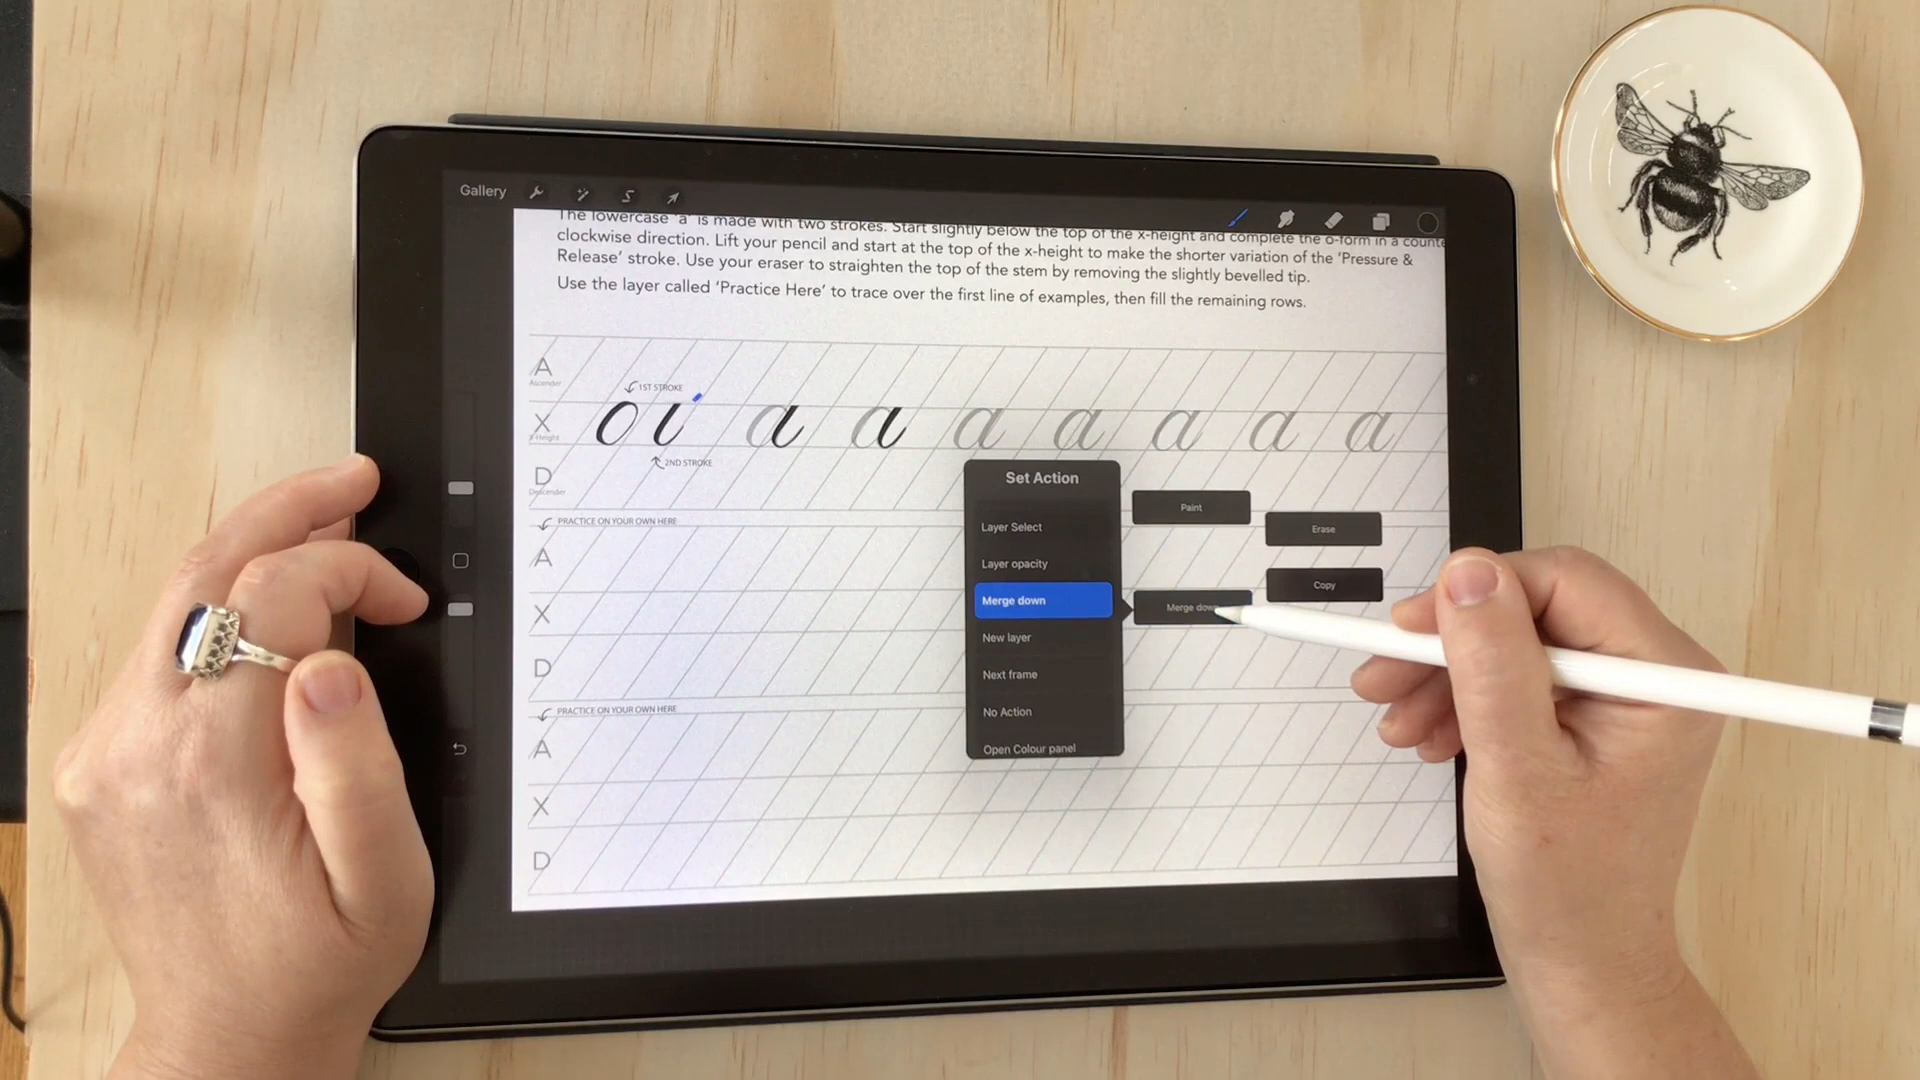 Gallery
The lowercase 'a' is made with two strokes. Start slightly below the top of the x-height and complete the o-form in a counte
clockwise direction. Lift your pencil and start at the top of the x-height to make the shorter variation of the 'Pressure &
Release' stroke. Use your eraser to straighten the top of the stem by removing the slightly bevelled tip.
Use the layer called 'Practice Here' to trace over the first line of examples, then fill the remaining rows.
A
Ascender
1ST STROKE
X
X-Height
o ı a a a a a a a
2ND STROKE
D
Descender
PRACTICE ON YOUR OWN HERE
A
X
D
PRACTICE ON YOUR OWN HERE
A
X
D
Set Action
Layer Select
Layer opacity
Merge down
New layer
Next frame
No Action
Open Colour panel
Paint
Erase
Copy
Merge down